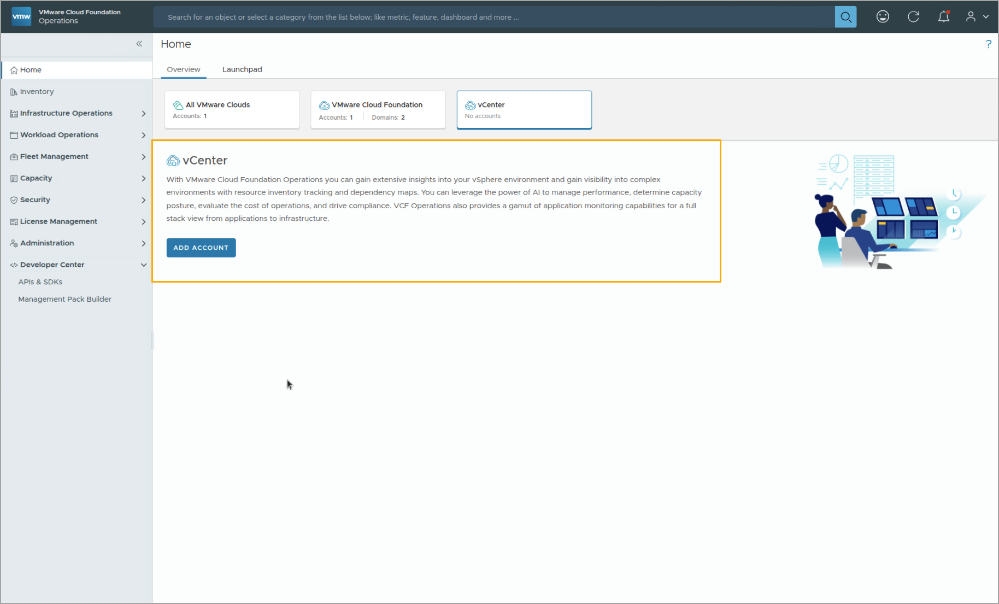 vmw
VMware Cloud Foundation
Operations
Search for an object or select a category from the list below; like metric, feature, dashboard and more ...
Home
?
Overview
Launchpad
Home
Inventory
Infrastructure Operations
Workload Operations
Fleet Management
Capacity
Security
License Management
Administration
Developer Center
APIs & SDKs
Management Pack Builder
All VMware Clouds
Accounts: 1
VMware Cloud Foundation
Accounts: 1
Domains: 2
vCenter
No accounts
vCenter
With VMware Cloud Foundation Operations you can gain extensive insights into your vSphere environment and gain visibility into complex
environments with resource inventory tracking and dependency maps. You can leverage the power of AI to manage performance, determine capacity
posture, evaluate the cost of operations, and drive compliance. VCF Operations also provides a gamut of application monitoring capabilities for a full
stack view from applications to infrastructure.
ADD ACCOUNT